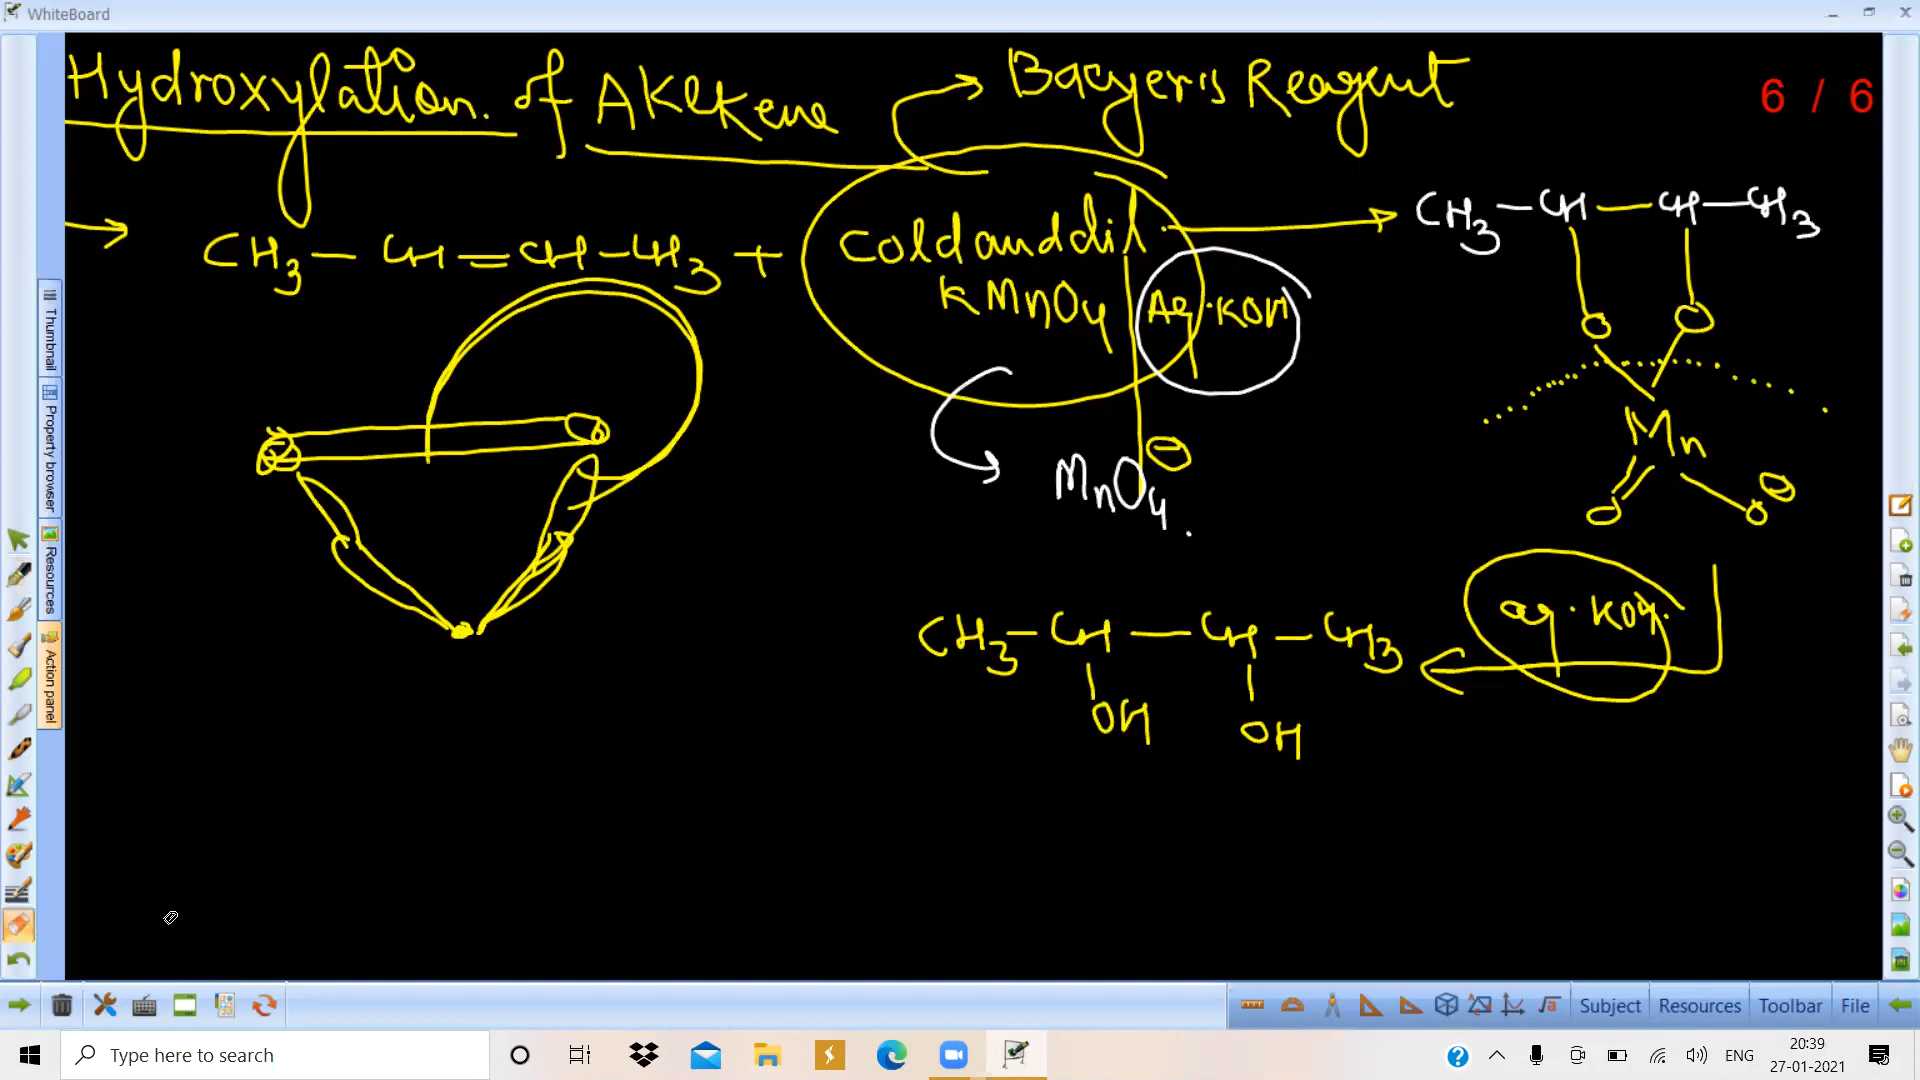 WhiteBoard
Hydroxylation. of AKlKene
Baeyer's Reagent
6 / 6
CH3 – CH = CH – CH3 +
Cold and dil.
KMnO4 Aq. KOH
CH3 – CH – CH – CH3
O O
Mn
O O ⊖
MnO4 ⊖
CH3 – CH – CH – CH3
OH OH
aq. KOH.
Thumbnail
Property browser
Resources
Action panel
Subject Resources Toolbar File
Type here to search
ENG
20:39
27-01-2021